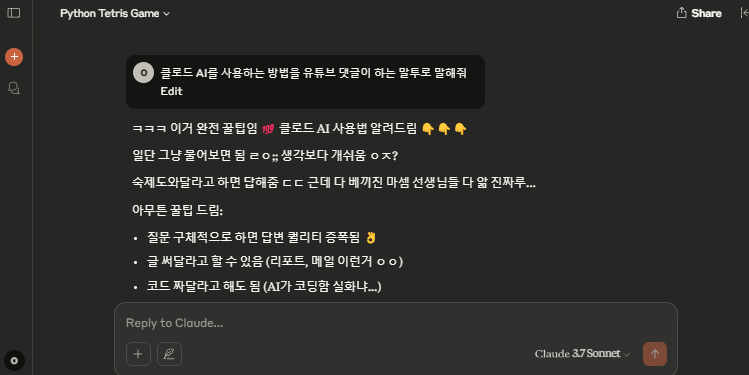 Python Tetris Game
Share
O
클로드 AI를 사용하는 방법을 유튜브 댓글이 하는 말투로 말해줘
Edit
ㅋㅋㅋ 이거 완전 꿀팁임 💯 클로드 AI 사용법 알려드림 👇👇👇
일단 그냥 물어보면 됨 ㄹㅇ;; 생각보다 개쉬움 ㅇㅈ?
숙제도와달라고 하면 답해줌 ㄷㄷ 근데 다 베끼진 마셈 선생님들 다 앎 진짜루...
아무튼 꿀팁 드림:
• 질문 구체적으로 하면 답변 퀄리티 증폭됨 👌
• 글 써달라고 할 수 있음 (리포트, 메일 이런거 ㅇㅇ)
• 코드 짜달라고 해도 됨 (AI가 코딩함 실화냐...)
Reply to Claude...
Claude 3.7 Sonnet
O